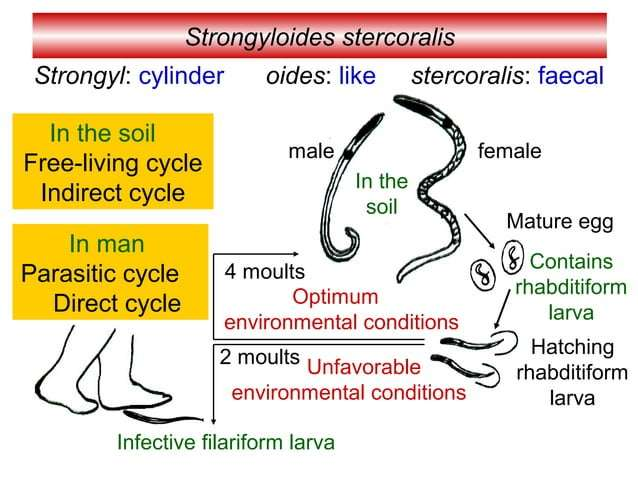 Strongyloides stercoralis
Strongyl: cylinder oides: like stercoralis: faecal
In the soil
Free-living cycle
Indirect cycle
male
female
In the
soil
In man
Parasitic cycle
Direct cycle
Mature egg
Contains
rhabditiform
larva
4 moults
Optimum
environmental conditions
Hatching
rhabditiform
larva
2 moults
Unfavorable
environmental conditions
Infective filariform larva